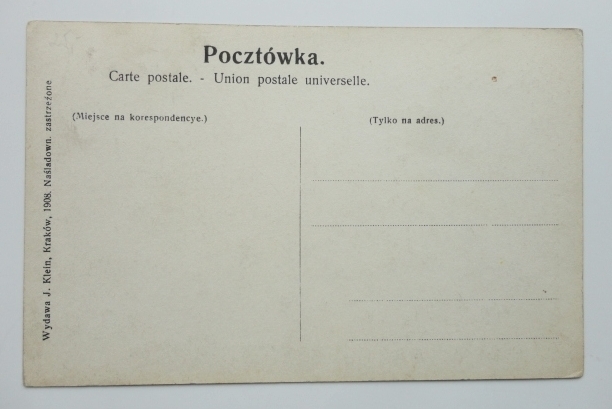 Pocztówka.
Carte postale. - Union postale universelle.
(Miejsce na korespondencye.)
(Tylko na adres.)
Wydawa J. Klein, Kraków, 1908. Naśladown. zastrzeżone